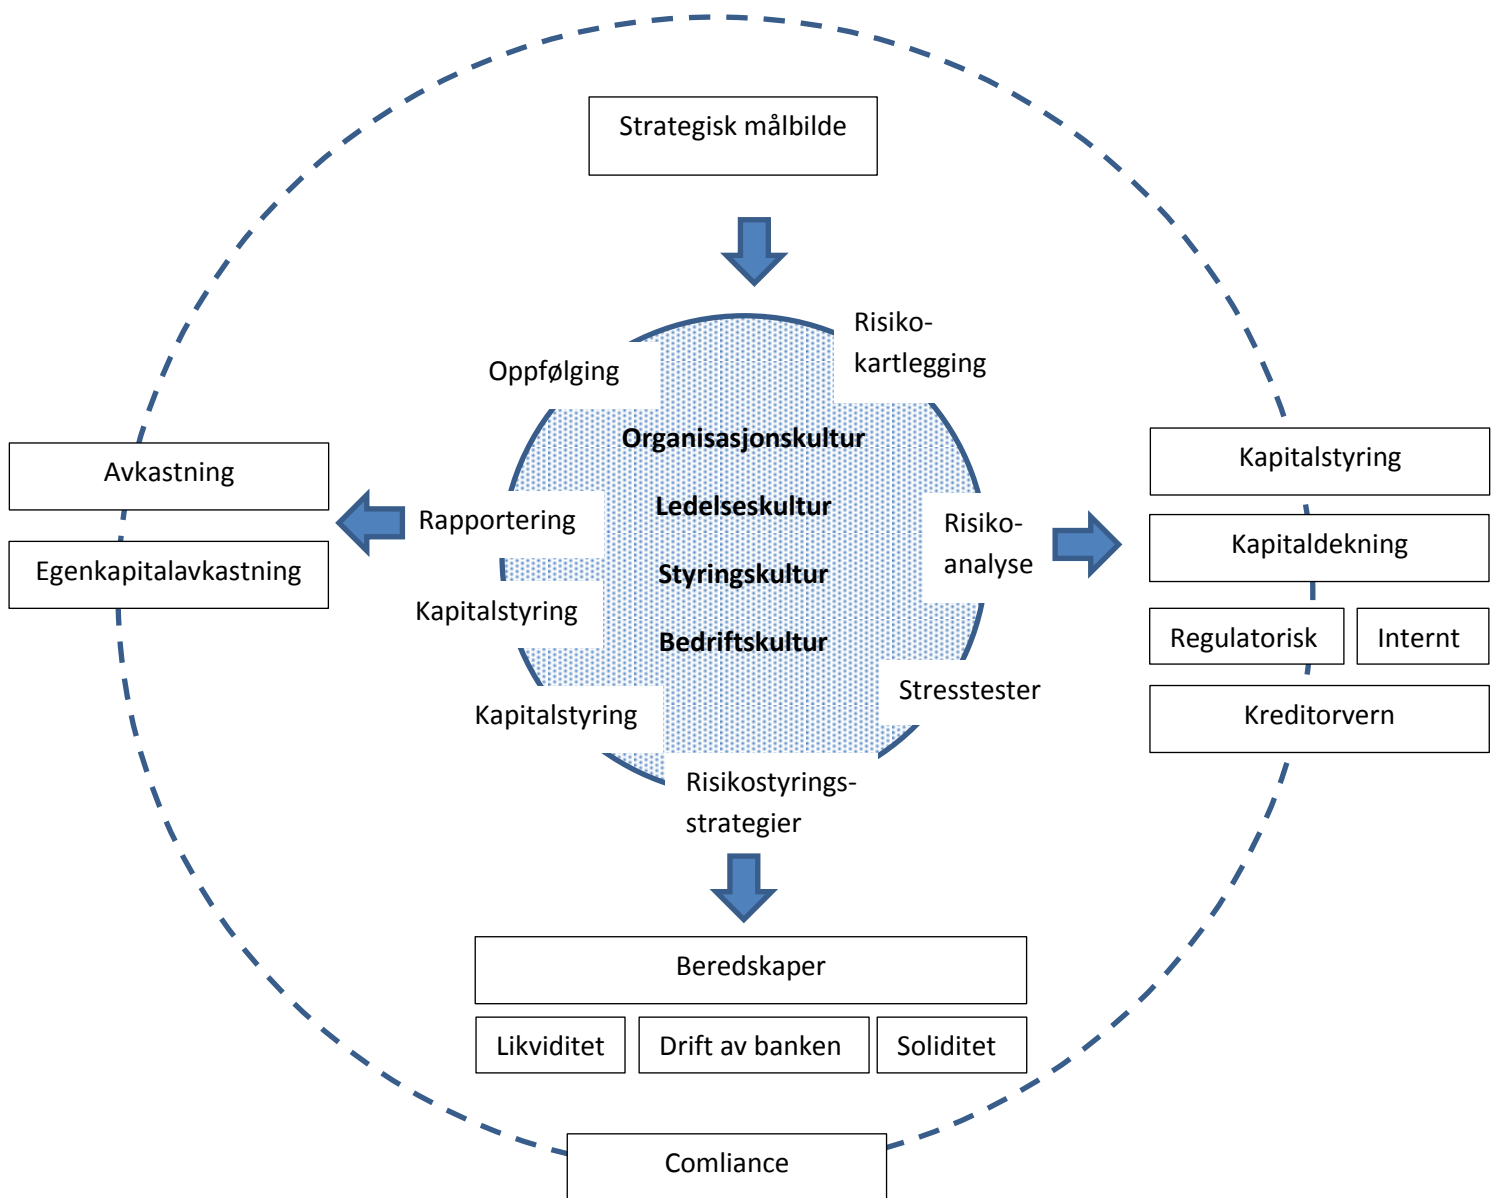 Strategisk målbilde
Risiko-
kartlegging
Oppfølging
Organisasjonskultur
Ledelseskultur
Styringskultur
Bedriftskultur
Avkastning
Egenkapitalavkastning
Rapportering
Kapitalstyring
Kapitalstyring
Risiko-
analyse
Stresstester
Risikostyrings-
strategier
Kapitalstyring
Kapitaldekning
Regulatorisk
Internt
Kreditorvern
Beredskaper
Likviditet
Drift av banken
Soliditet
Comliance